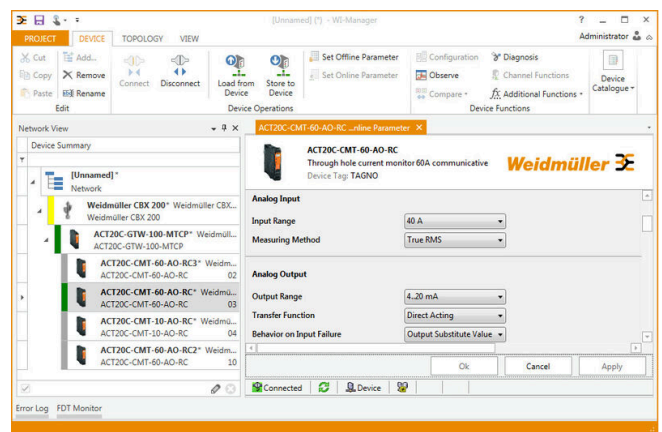 [Unnamed] (*) - WI-Manager
PROJECT DEVICE TOPOLOGY VIEW Administrator
Cut Add... Set Offline Parameter Configuration Diagnosis
Copy Remove Connect Disconnect Load from Device Store to Device Set Online Parameter Observe Channel Functions Device Catalogue
Paste Rename Compare Additional Functions
Edit Device Operations Device Functions
Network View
Device Summary
[Unnamed]*
Network
Weidmüller CBX 200* Weidmüller CBX...
Weidmüller CBX 200
ACT20C-GTW-100-MTCP* Weidmüll...
ACT20C-GTW-100-MTCP
ACT20C-CMT-60-AO-RC3* Weidm...
ACT20C-CMT-60-AO-RC 02
ACT20C-CMT-60-AO-RC* Weidmü...
ACT20C-CMT-60-AO-RC 03
ACT20C-CMT-10-AO-RC* Weidmü...
ACT20C-CMT-10-AO-RC 04
ACT20C-CMT-60-AO-RC2* Weidm...
ACT20C-CMT-60-AO-RC 10
ACT20C-CMT-60-AO-RC ...nline Parameter
ACT20C-CMT-60-AO-RC
Through hole current monitor 60A communicative
Device Tag: TAGNO
Weidmüller
Analog Input
Input Range 40 A
Measuring Method True RMS
Analog Output
Output Range 4..20 mA
Transfer Function Direct Acting
Behavior on Input Failure Output Substitute Value
Ok Cancel Apply
Connected Device
Error Log FDT Monitor